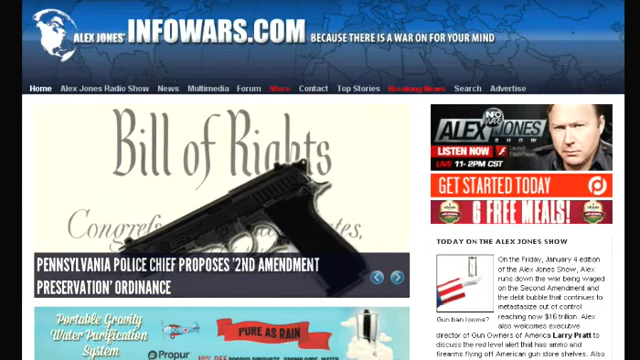 ALEX JONES' INFOWARS.COM BECAUSE THERE IS A WAR ON FOR YOUR MIND
Home Alex Jones Radio Show News Multimedia Forum Store Contact Top Stories Breaking News Search Advertise
Bill of Rights
PENNSYLVANIA POLICE CHIEF PROPOSES '2ND AMENDMENT
PRESERVATION' ORDINANCE
Portable Gravity
Water Purification
System
PURE AS RAIN
Propur
INFO
WARS
ALEX JONES
SHOW
LISTEN NOW
LIVE 11-2PM CST
GET STARTED TODAY
6 FREE MEALS!
TODAY ON THE ALEX JONES SHOW
Gun ban looms?
On the Friday, January 4 edition
of the Alex Jones Show, Alex
runs down the war being waged
on the Second Amendment and
the debt bubble that continues to
metastasize out of control
reaching now $16 trillion. Alex
also welcomes executive
director of Gun Owners of America Larry Pratt to
discuss the red level alert that has ammo and
firearms flying off American gun store shelves. Also